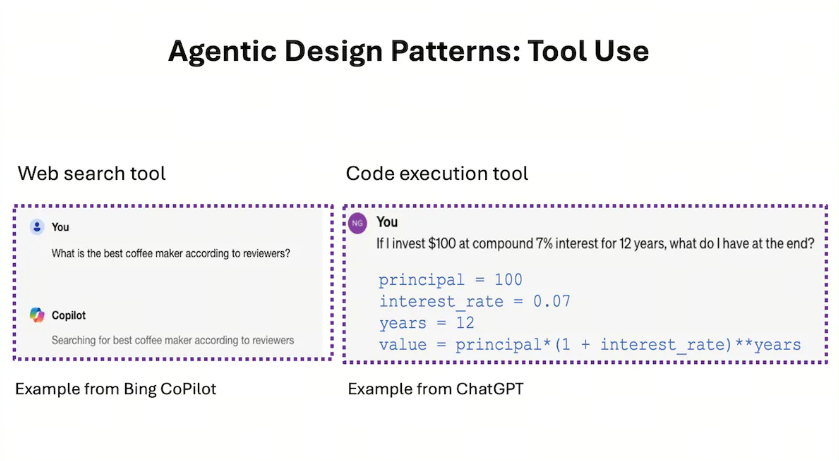 Agentic Design Patterns: Tool Use
Web search tool
You
What is the best coffee maker according to reviewers?
Copilot
Searching for best coffee maker according to reviewers
Example from Bing CoPilot
Code execution tool
NG
You
If I invest $100 at compound 7% interest for 12 years, what do I have at the end?
principal = 100
interest_rate = 0.07
years = 12
value = principal*(1 + interest_rate)**years
Example from ChatGPT